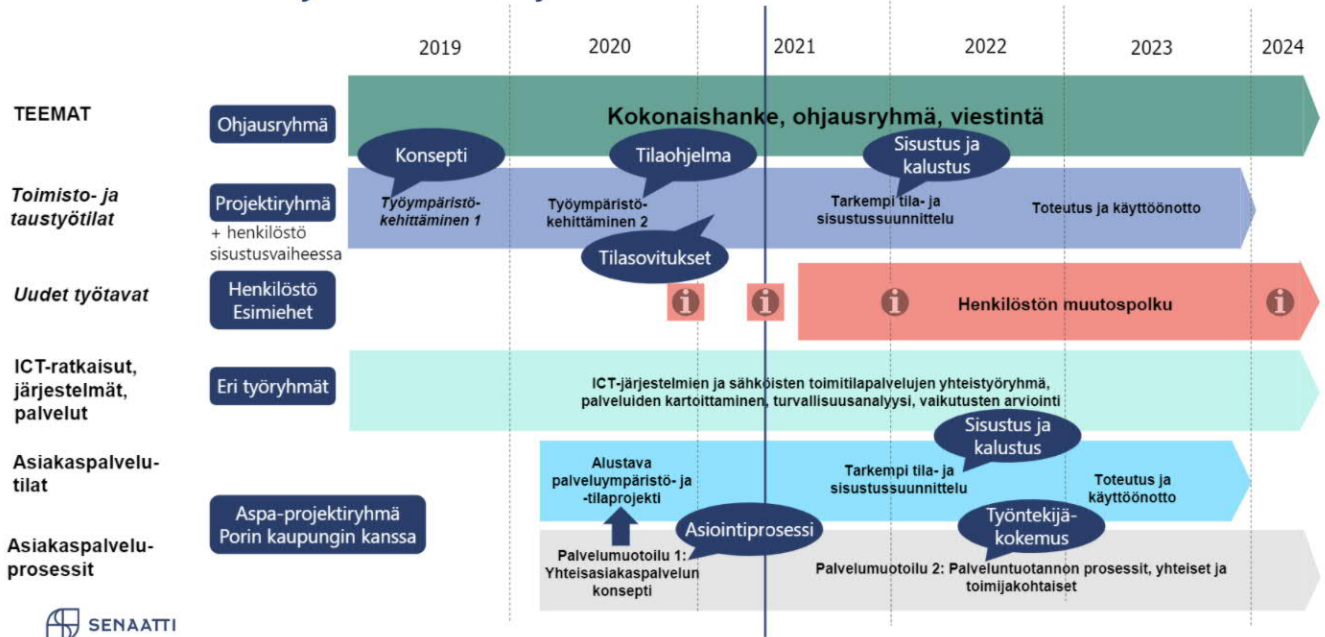 2019
2020
2021
2022
2023
2024
TEEMAT
Ohjausryhmä
Kokonaishanke, ohjausryhmä, viestintä
Konsepti
Tilaohjelma
Sisustus ja
kalustus
Toimisto- ja
taustyötilat
Projektiryhmä
+ henkilöstö
sisustusvaiheessa
Työympäristö-
kehittäminen 1
Työympäristö-
kehittäminen 2
Tarkempi tila- ja
sisustussuunnittelu
Toteutus ja käyttöönotto
Tilasovitukset
Uudet työtavat
Henkilöstö
Esimiehet
i
i
i
Henkilöstön muutospolku
i
ICT-ratkaisut,
järjestelmät,
palvelut
Eri työryhmät
ICT-järjestelmien ja sähköisten toimitilapalvelujen yhteistyöryhmä,
palveluiden kartoittaminen, turvallisuusanalyysi, vaikutusten arviointi
Sisustus ja
kalustus
Asiakaspalvelu-
tilat
Alustava
palveluympäristö- ja
-tilaprojekti
Tarkempi tila- ja
sisustussuunnittelu
Toteutus ja
käyttöönotto
Aspa-projektiryhmä
Porin kaupungin kanssa
Asiointiprosessi
Työntekijä-
kokemus
Asiakaspalvelu-
prosessit
Palvelumuotoilu 1:
Yhteisasiakaspalvelun
konsepti
Palvelumuotoilu 2: Palveluntuotannon prosessit, yhteiset ja
toimijakohtaiset
SENAATTI